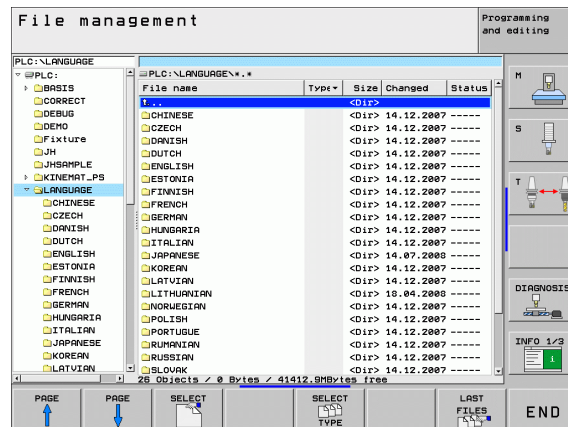 File management
Programming
and editing
PLC:\LANGUAGE
PLC:
BASIS
CORRECT
DEBUG
DEMO
Fixture
JH
JHSAMPLE
KINEMAT_PS
LANGUAGE
CHINESE
CZECH
DANISH
DUTCH
ENGLISH
ESTONIA
FINNISH
FRENCH
GERMAN
HUNGARIA
ITALIAN
JAPANESE
KOREAN
LATVIAN
PLC:\LANGUAGE\*.*
File name Type Size Changed Status
... <Dir>
CHINESE <Dir> 14.12.2007 -----
CZECH <Dir> 14.12.2007 -----
DANISH <Dir> 14.12.2007 -----
DUTCH <Dir> 14.12.2007 -----
ENGLISH <Dir> 14.12.2007 -----
ESTONIA <Dir> 14.12.2007 -----
FINNISH <Dir> 14.12.2007 -----
FRENCH <Dir> 14.12.2007 -----
GERMAN <Dir> 14.12.2007 -----
HUNGARIA <Dir> 14.12.2007 -----
ITALIAN <Dir> 14.12.2007 -----
JAPANESE <Dir> 14.07.2008 -----
KOREAN <Dir> 14.12.2007 -----
LATVIAN <Dir> 14.12.2007 -----
LITHUANIAN <Dir> 18.04.2008 -----
NORWEGIAN <Dir> 14.12.2007 -----
POLISH <Dir> 14.12.2007 -----
PORTUGUE <Dir> 14.12.2007 -----
RUMANIAN <Dir> 14.12.2007 -----
RUSSIAN <Dir> 14.12.2007 -----
SLOVAK <Dir> 14.12.2007 -----
26 Objects / 0 Bytes / 41412.9MBytes free
M
S
T
DIAGNOSIS
INFO 1/3
i
PAGE
PAGE
SELECT
SELECT
TYPE
LAST
FILES
END